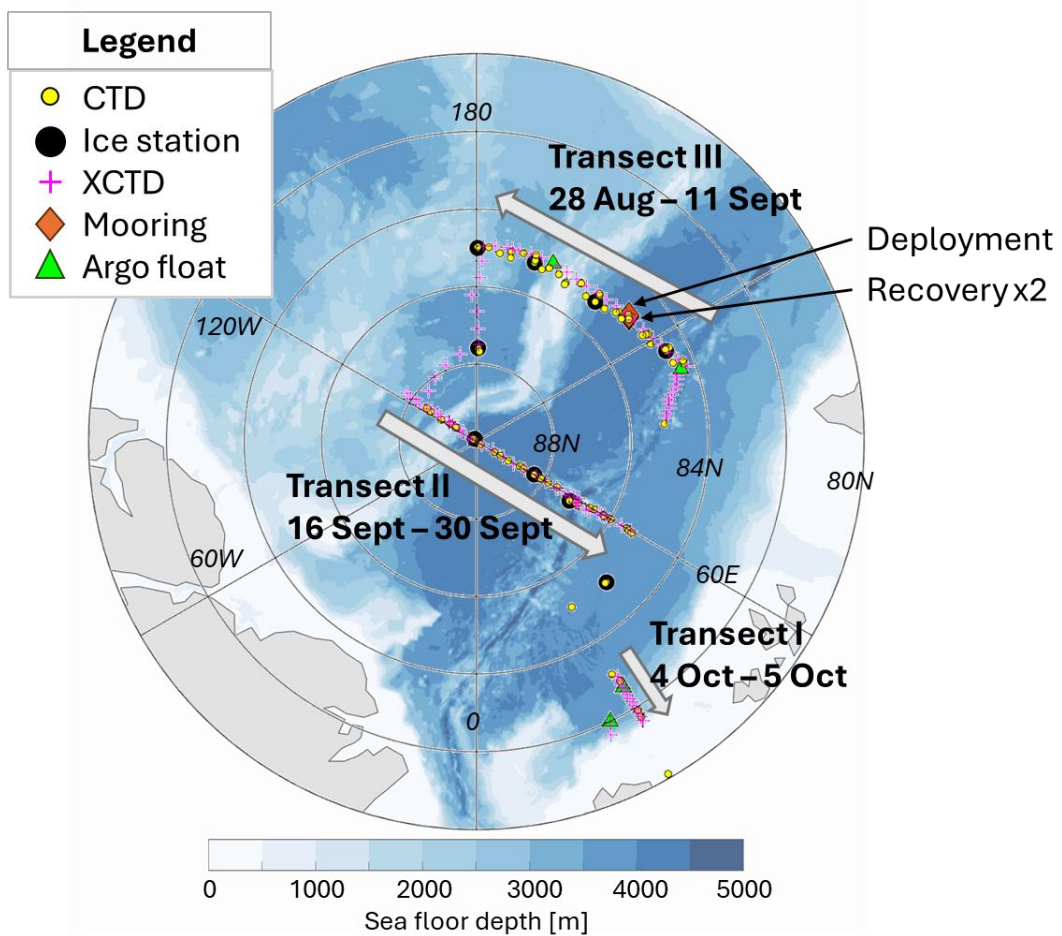 Legend
CTD
Ice station
XCTD
Mooring
Argo float
180
Transect III
28 Aug – 11 Sept
Deployment
Recovery x2
120W
88N
84N
80N
Transect II
16 Sept – 30 Sept
60W
60E
Transect I
4 Oct – 5 Oct
0
0 1000 2000 3000 4000 5000
Sea floor depth [m]